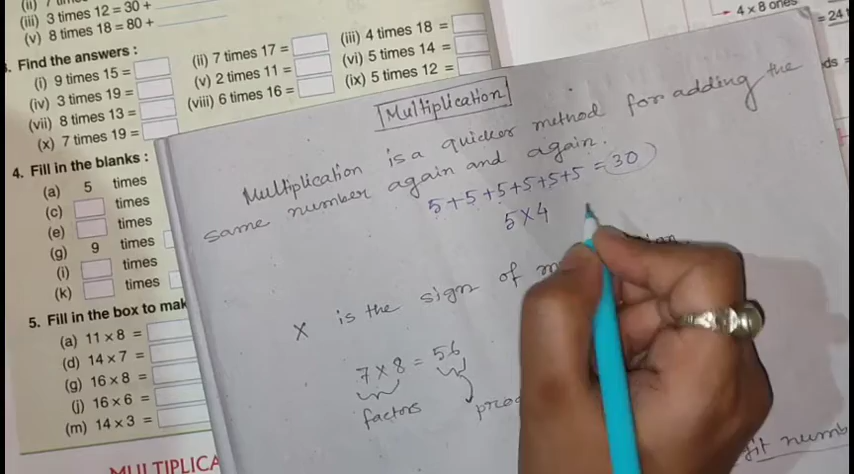 (iii) 3 times 12 = 30 +
(v) 8 times 18 = 80 +
4 x 8 ones
= 24
Find the answers :
(i) 9 times 15 =
(ii) 7 times 17 =
(iii) 4 times 18 =
(iv) 3 times 19 =
(v) 2 times 11 =
(vi) 5 times 14 =
(vii) 8 times 13 =
(viii) 6 times 16 =
(ix) 5 times 12 =
(x) 7 times 19 =
4. Fill in the blanks :
(a) 5 times
(c) times
(e) times
(g) 9 times
(i) times
(k) times
5. Fill in the box to mak
(a) 11 × 8 =
(d) 14 × 7 =
(g) 16 × 8 =
(j) 16 × 6 =
(m) 14 × 3 =
MULTIPLICA
Multiplication
Multiplication is a quicker method for adding the
same number again and again.
5+5+5+5+5+5 = 30
5×4
X is the sign of m
7 × 8 = 56
factors